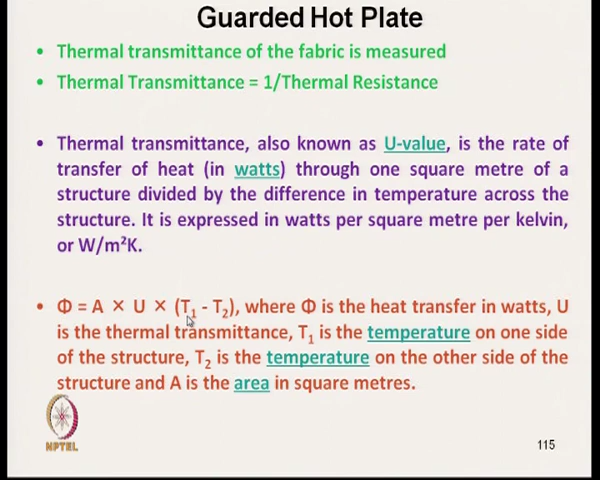 Guarded Hot Plate
• Thermal transmittance of the fabric is measured
• Thermal Transmittance = 1/Thermal Resistance
• Thermal transmittance, also known as U-value, is the rate of
transfer of heat (in watts) through one square metre of a
structure divided by the difference in temperature across the
structure. It is expressed in watts per square metre per kelvin,
or W/m²K.
• Φ = A × U × (T₁ - T₂), where Φ is the heat transfer in watts, U
is the thermal transmittance, T₁ is the temperature on one side
of the structure, T₂ is the temperature on the other side of the
structure and A is the area in square metres.
NPTEL
115